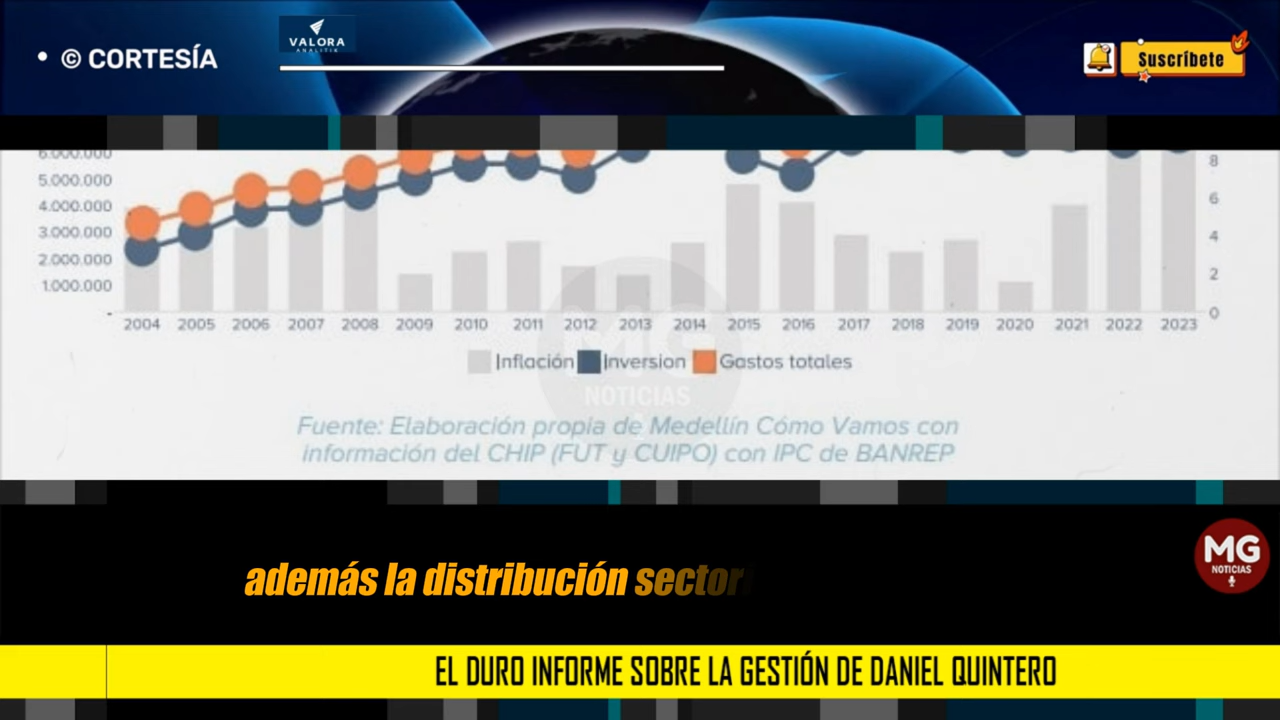 • © CORTESÍA
VALORA
ANALITIK
Suscríbete
6.000.000
5.000.000
4.000.000
3.000.000
2.000.000
1.000.000
-
8
6
4
2
0
2004 2005 2006 2007 2008 2009 2010 2011 2012 2013 2014 2015 2016 2017 2018 2019 2020 2021 2022 2023
Inflación Inversion Gastos totales
MG
NOTICIAS
Fuente: Elaboración propia de Medellín Cómo Vamos con
información del CHIP (FUT y CUIPO) con IPC de BANREP
MG
NOTICIAS
además la distribución sector
EL DURO INFORME SOBRE LA GESTIÓN DE DANIEL QUINTERO